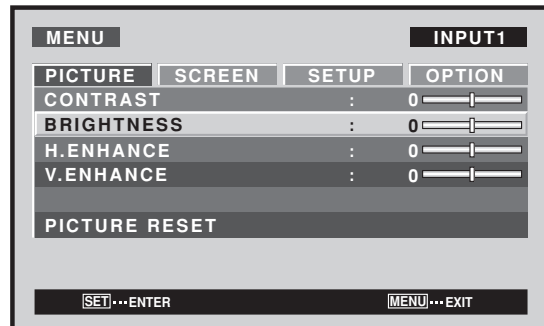 MENU INPUT1
PICTURE SCREEN SETUP OPTION
CONTRAST : 0
BRIGHTNESS : 0
H.ENHANCE : 0
V.ENHANCE : 0
PICTURE RESET
SET···ENTER MENU···EXIT